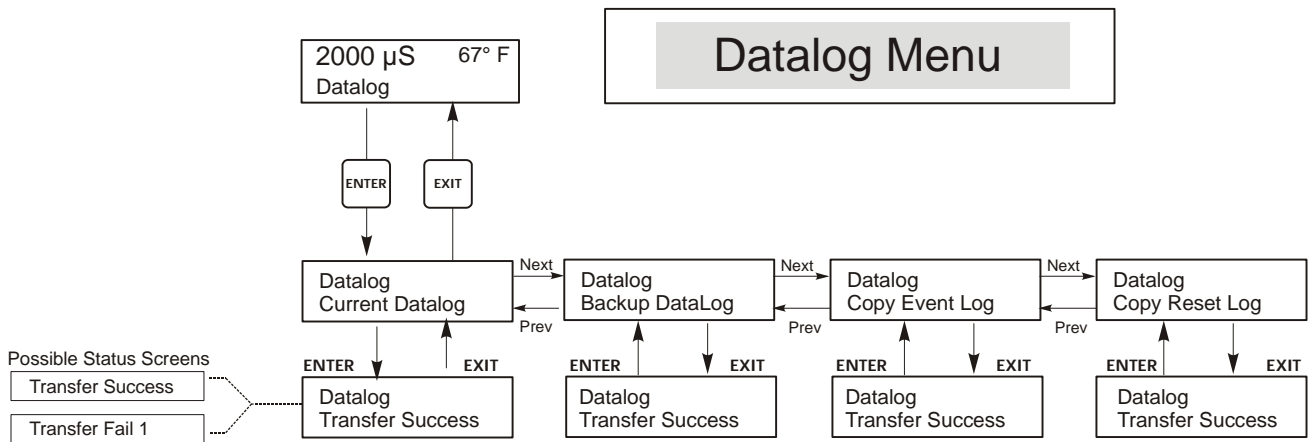 Datalog Menu
2000 µS 67° F
Datalog
ENTER
EXIT
Datalog
Current Datalog
Next
Prev
Datalog
Backup DataLog
Next
Prev
Datalog
Copy Event Log
Next
Prev
Datalog
Copy Reset Log
ENTER
EXIT
ENTER
EXIT
ENTER
EXIT
ENTER
EXIT
Possible Status Screens
Transfer Success
Transfer Fail 1
Datalog
Transfer Success
Datalog
Transfer Success
Datalog
Transfer Success
Datalog
Transfer Success